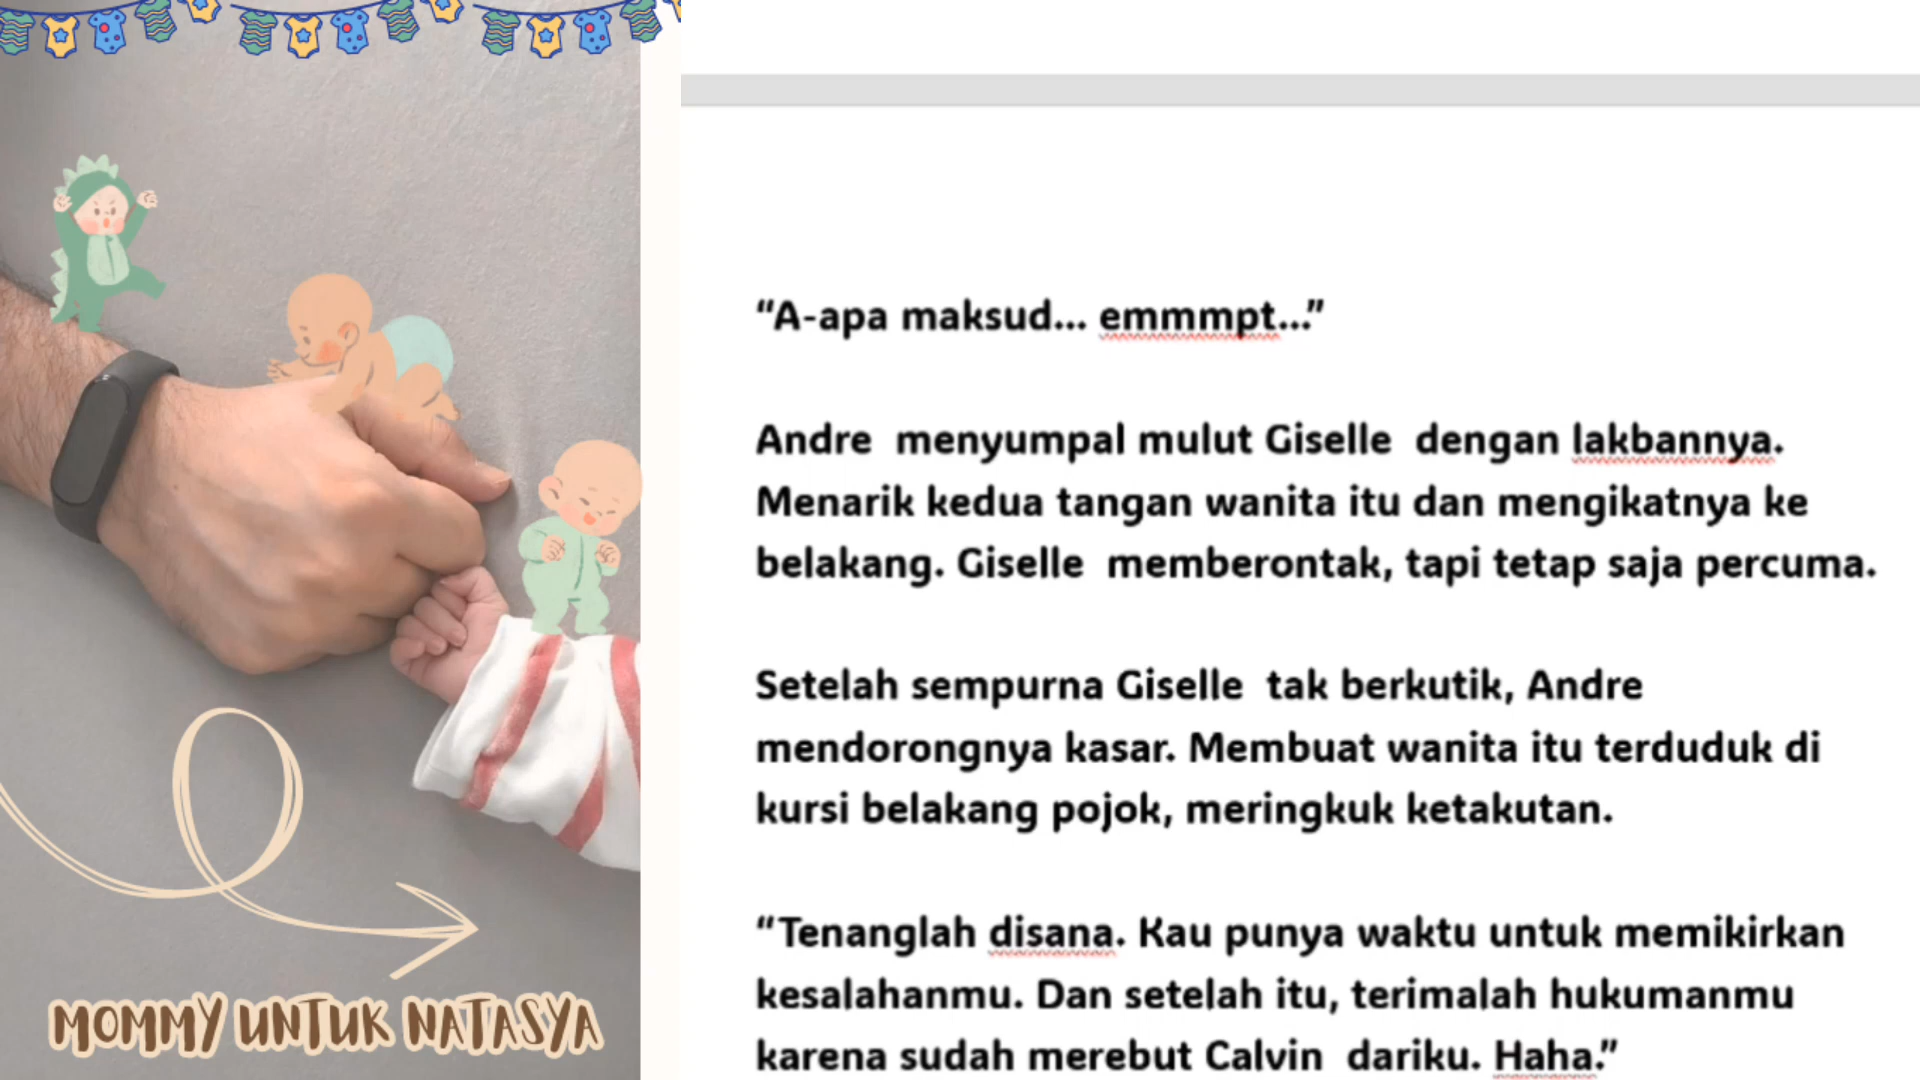 MOMMY UNTUK NATASYA
“A-apa maksud... emmmpt...”
Andre menyumpal mulut Giselle dengan lakbannya.
Menarik kedua tangan wanita itu dan mengikatnya ke
belakang. Giselle memberontak, tapi tetap saja percuma.
Setelah sempurna Giselle tak berkutik, Andre
mendorongnya kasar. Membuat wanita itu terduduk di
kursi belakang pojok, meringkuk ketakutan.
“Tenanglah disana. Kau punya waktu untuk memikirkan
kesalahanmu. Dan setelah itu, terimalah hukumanmu
karena sudah merebut Calvin dariku. Haha.”